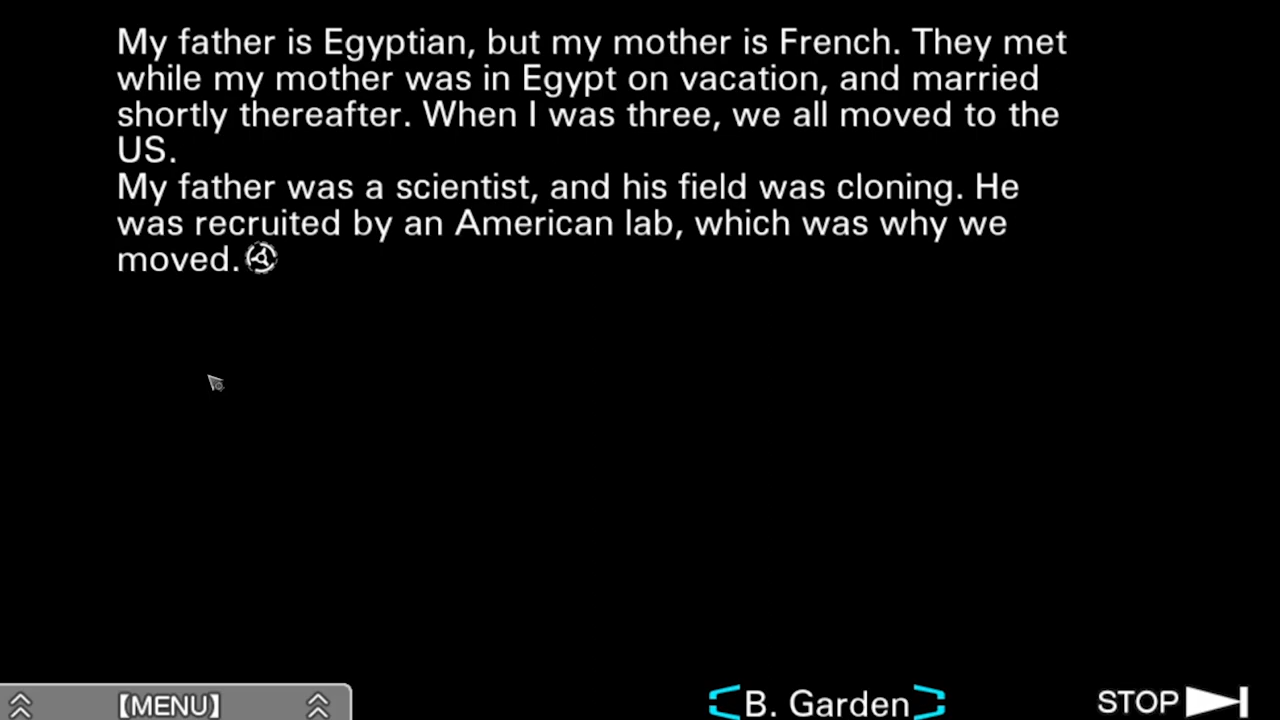 My father is Egyptian, but my mother is French. They met
while my mother was in Egypt on vacation, and married
shortly thereafter. When I was three, we all moved to the
US.
My father was a scientist, and his field was cloning. He
was recruited by an American lab, which was why we
moved.
【MENU】
B. Garden
STOP